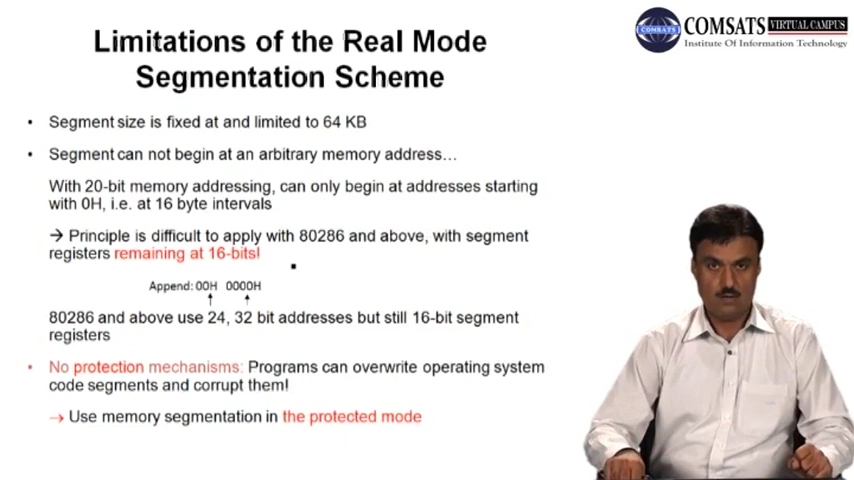 Limitations of the Real Mode
Segmentation Scheme
COMSATS VIRTUAL CAMPUS
COMSATS
Institute Of Information Technology
• Segment size is fixed at and limited to 64 KB
• Segment can not begin at an arbitrary memory address…
With 20-bit memory addressing, can only begin at addresses starting
with 0H, i.e. at 16 byte intervals
→ Principle is difficult to apply with 80286 and above, with segment
registers remaining at 16-bits!
Append: 00H 0000H
80286 and above use 24, 32 bit addresses but still 16-bit segment
registers
• No protection mechanisms: Programs can overwrite operating system
code segments and corrupt them!
→ Use memory segmentation in the protected mode